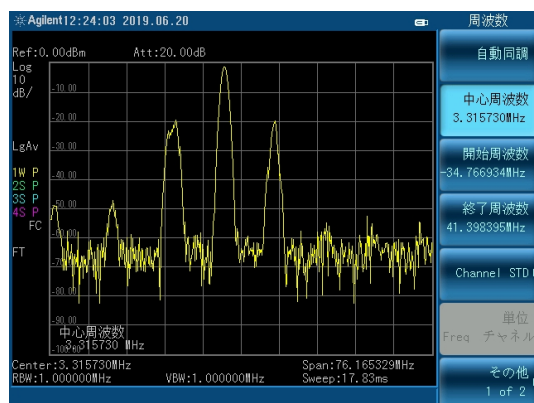 Agilent 12:24:03 2019.06.20
周波数
Ref:0.00dBm Att:20.00dB
Log
10
dB/
-10.00
-20.00
LgAv
-30.00
1W P
-40.00
2S P
3S P
-50.00
4S P
FC
FT
-80.00
-90.00
中心周波数
3.315730 MHz
Center:3.315730MHz Span:76.165329MHz
RBW:1.000000MHz VBW:1.000000MHz Sweep:17.83ms
自動同調
中心周波数
3.315730MHz
開始周波数
-34.766934MHz
終了周波数
41.398395MHz
Channel STD
単位
Freq チャネル
その他
1 of 2